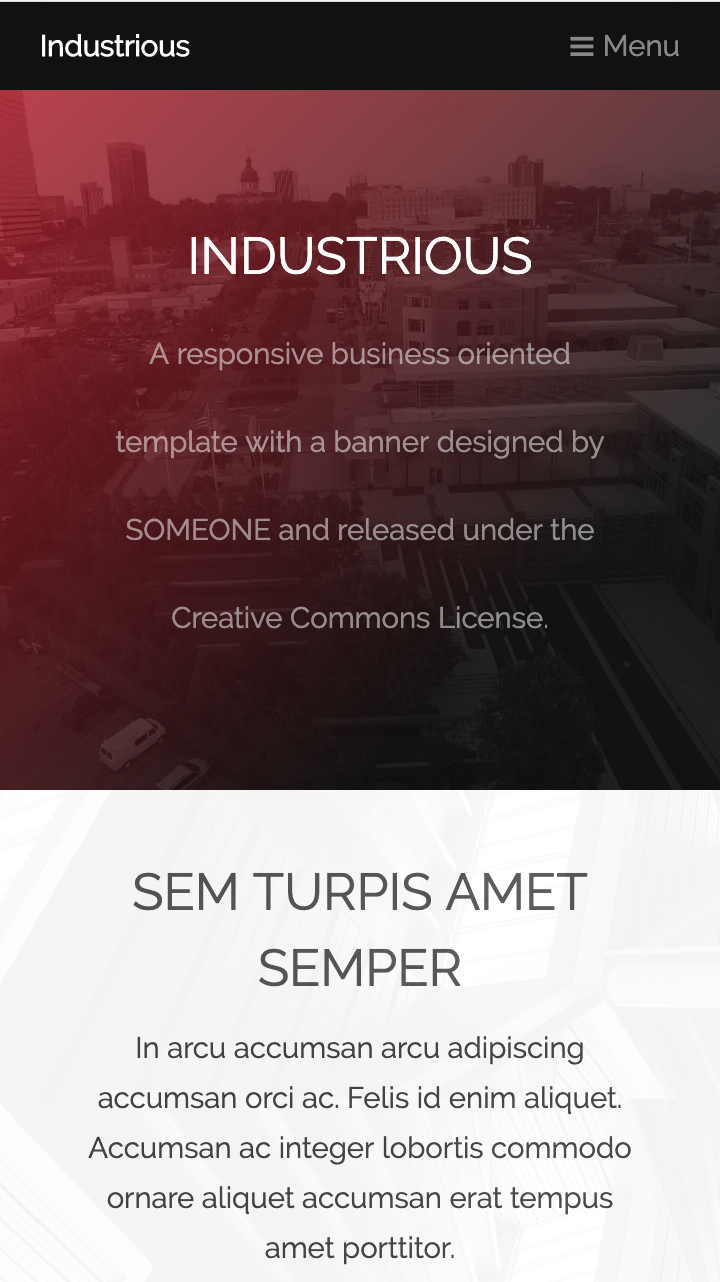 Industrious
Menu
INDUSTRIOUS
A responsive business oriented
template with a banner designed by
SOMEONE and released under the
Creative Commons License.
SEM TURPIS AMET
SEMPER
In arcu accumsan arcu adipiscing
accumsan orci ac. Felis id enim aliquet.
Accumsan ac integer lobortis commodo
ornare aliquet accumsan erat tempus
amet porttitor.